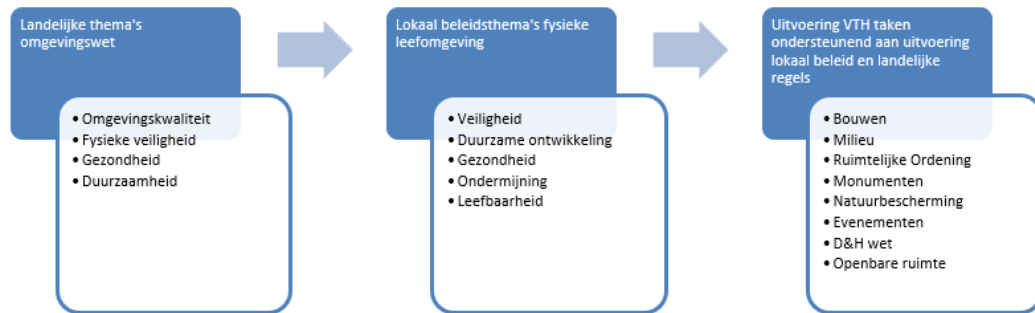 Landelijke thema's
omgevingswet
• Omgevingskwaliteit
• Fysieke veiligheid
• Gezondheid
• Duurzaamheid
Lokaal beleidsthema's fysieke
leefomgeving
• Veiligheid
• Duurzame ontwikkeling
• Gezondheid
• Ondermijning
• Leefbaarheid
Uitvoering VTH taken
ondersteunend aan uitvoering
lokaal beleid en landelijke
regels
• Bouwen
• Milieu
• Ruimtelijke Ordening
• Monumenten
• Natuurbescherming
• Evenementen
• D&H wet
• Openbare ruimte